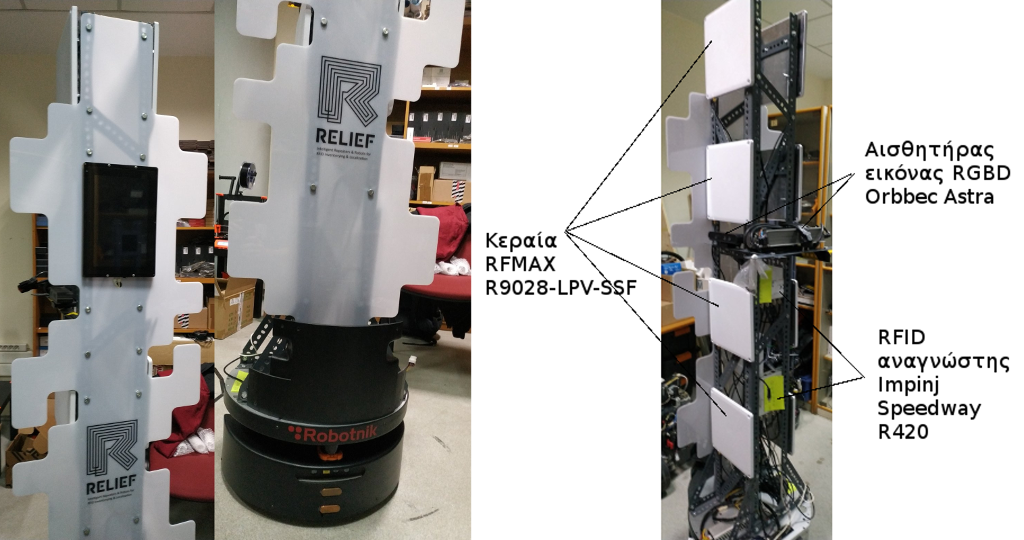 RELIEF
RELIEF
Robotnik
Κεραία
RFMAX
R9028-LPV-SSF
Αισθητήρας
εικόνας RGBD
Orbbec Astra
RFID
αναγνώστης
Impinj
Speedway
R420